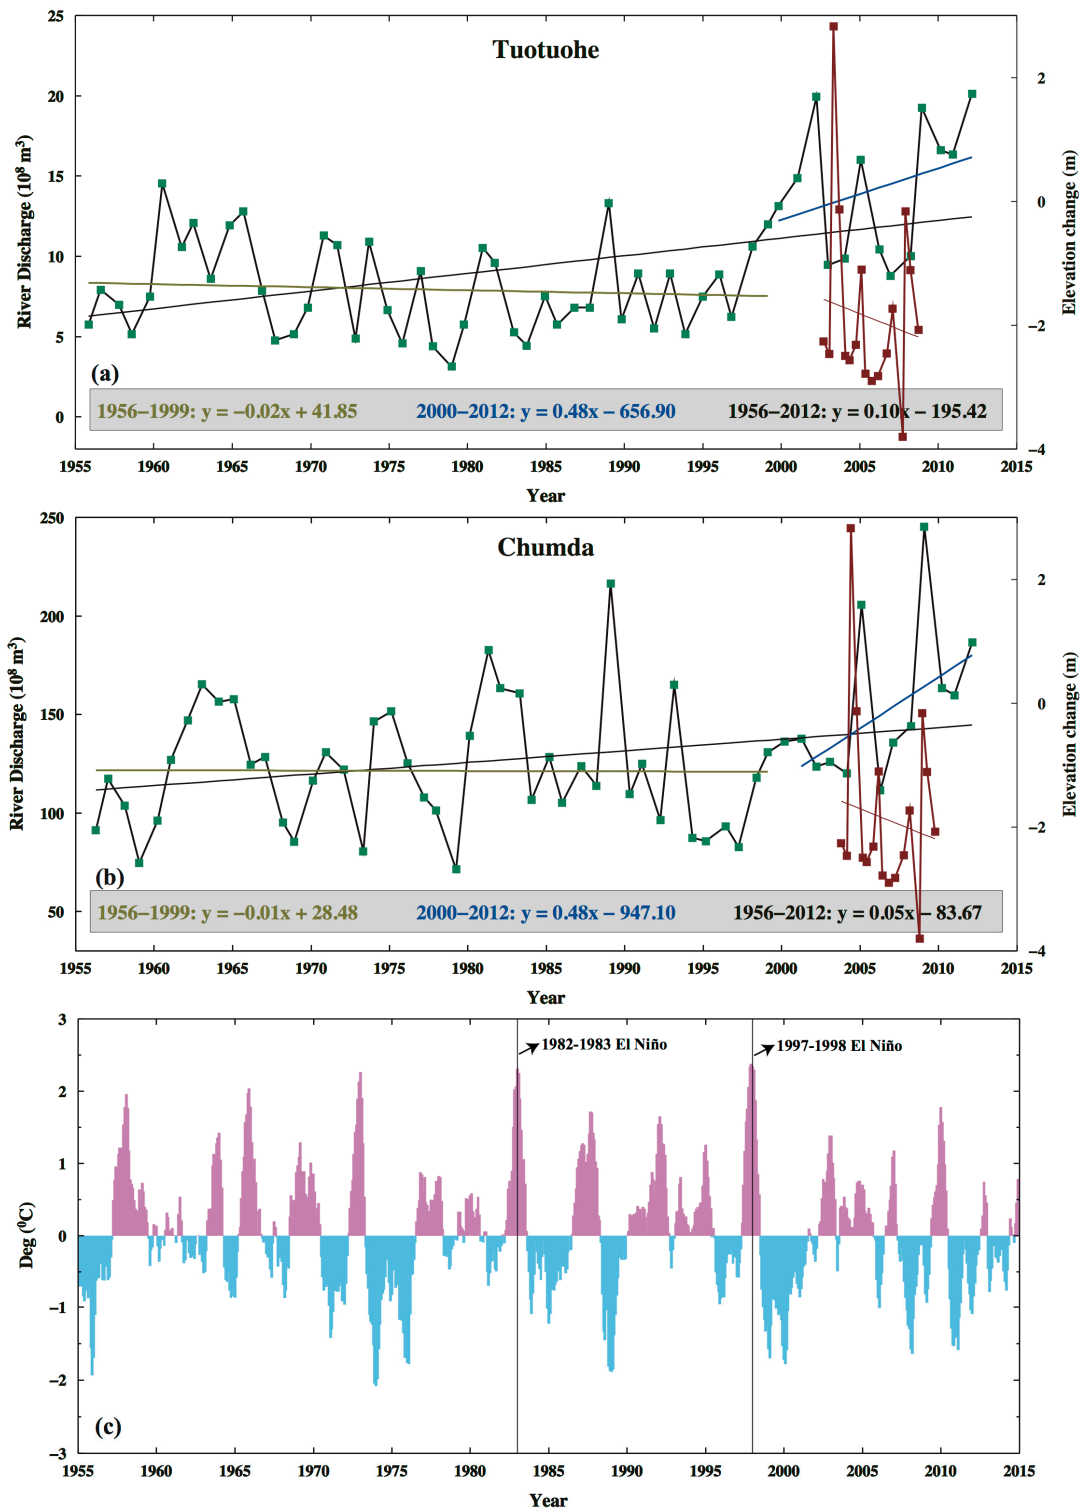 Tuotuohe
25
20
15
10
5
0
River Discharge (10⁸ m³)
2
0
−2
−4
Elevation change (m)
(a)
1956−1999: y = −0.02x + 41.85
2000−2012: y = 0.48x − 656.90
1956−2012: y = 0.10x − 195.42
1955 1960 1965 1970 1975 1980 1985 1990 1995 2000 2005 2010 2015
Year
Chumda
250
200
150
100
50
River Discharge (10⁸ m³)
2
0
−2
−4
Elevation change (m)
(b)
1956−1999: y = −0.01x + 28.48
2000−2012: y = 0.48x − 947.10
1956−2012: y = 0.05x − 83.67
1955 1960 1965 1970 1975 1980 1985 1990 1995 2000 2005 2010 2015
Year
3
2
1
0
−1
−2
−3
Deg (⁰C)
1982-1983 El Niño
1997-1998 El Niño
(c)
1955 1960 1965 1970 1975 1980 1985 1990 1995 2000 2005 2010 2015
Year